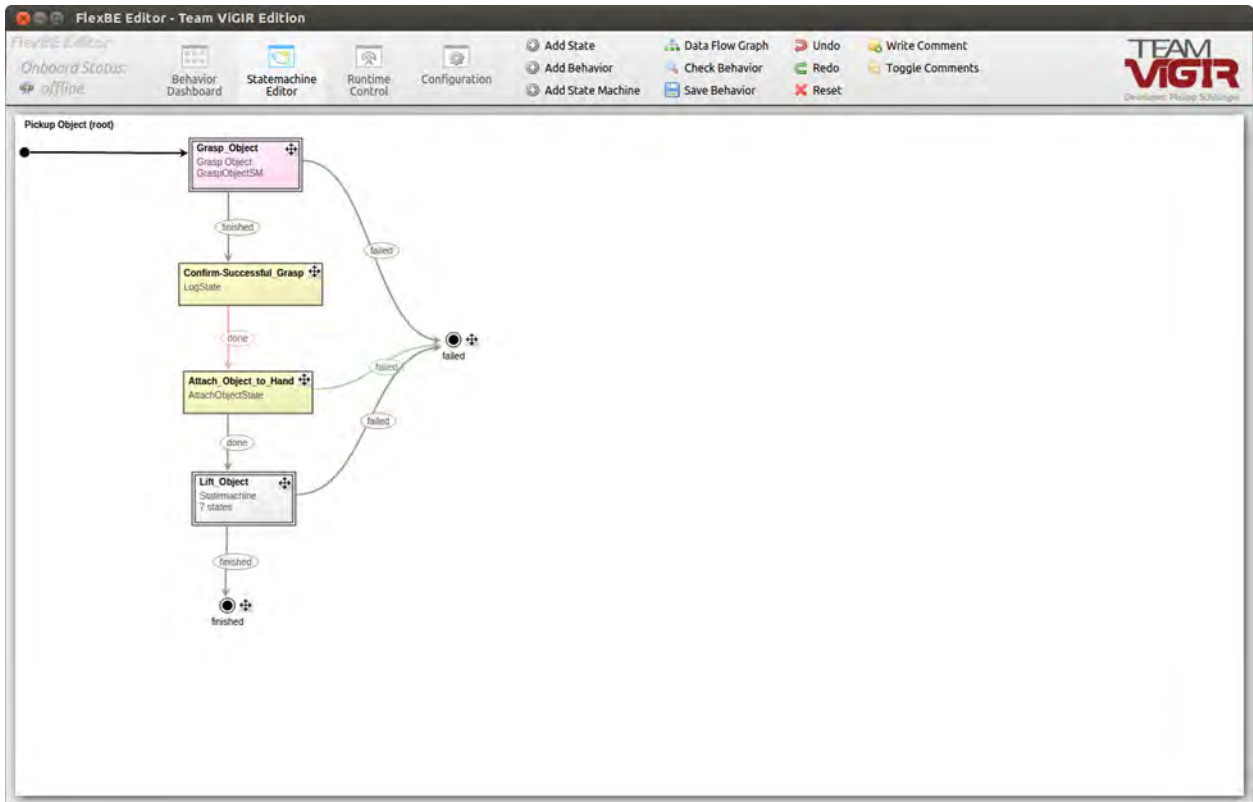 FlexBE Editor - Team ViGIR Edition
FlexBE Editor
Onboard Status:
offline
Behavior
Dashboard
Statemachine
Editor
Runtime
Control
Configuration
Add State
Add Behavior
Add State Machine
Data Flow Graph
Check Behavior
Save Behavior
Undo
Redo
Reset
Write Comment
Toggle Comments
TEAM
ViGIR
Developer: Philipp Schillinger
Pickup Object (root)
Grasp_Object
Grasp Object
GraspObjectSM
finished
failed
Confirm-Successful_Grasp
LogState
done
failed
failed
Attach_Object_to_Hand
AttachObjectState
failed
done
Lift_Object
Statemachine
7 states
finished
finished